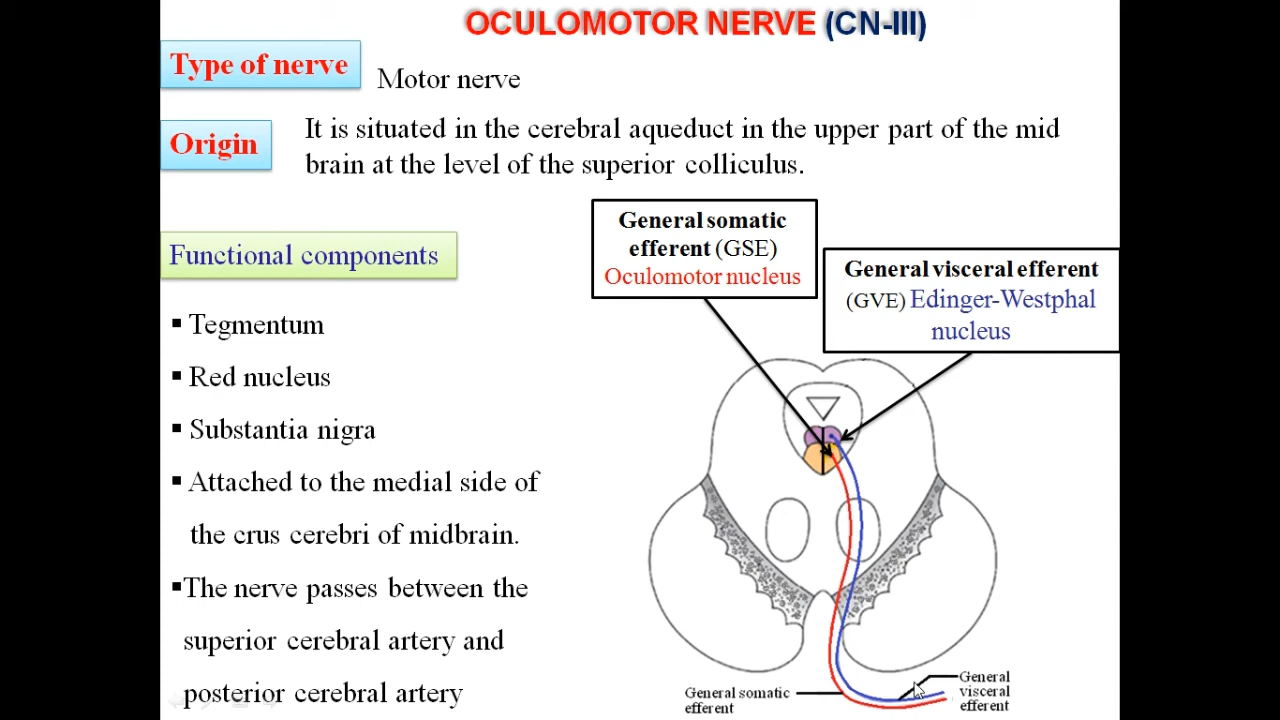 OCULOMOTOR NERVE (CN-III)
Type of nerve
Motor nerve
Origin
It is situated in the cerebral aqueduct in the upper part of the mid
brain at the level of the superior colliculus.
Functional components
▪ Tegmentum
▪ Red nucleus
▪ Substantia nigra
▪ Attached to the medial side of
the crus cerebri of midbrain.
▪The nerve passes between the
superior cerebral artery and
posterior cerebral artery
General somatic
efferent (GSE)
Oculomotor nucleus
General visceral efferent
(GVE) Edinger-Westphal
nucleus
General somatic
efferent
General
visceral
efferent